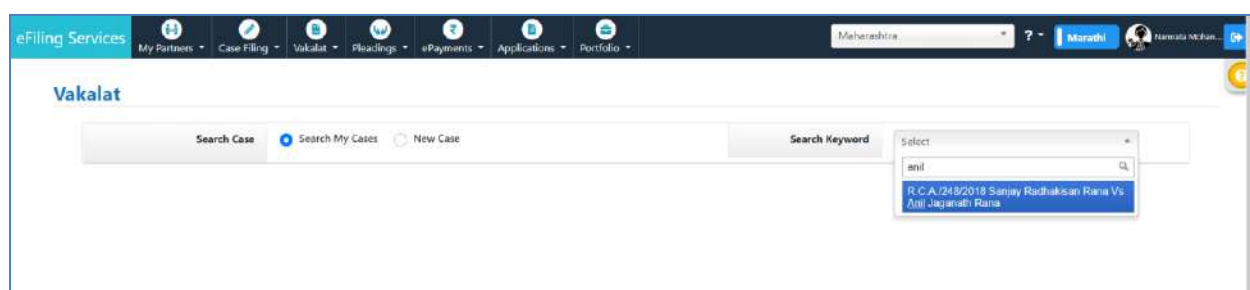 eFiling Services My Partners Case Filing Vakalat Pleadings ePayments Applications Portfolio Maharashtra ? Marathi
Vakalat
Search Case Search My Cases New Case Search Keyword Select
anil
R.C.A./248/2018 Sanjay Radhakisan Rana Vs
Anil Jaganath Rana